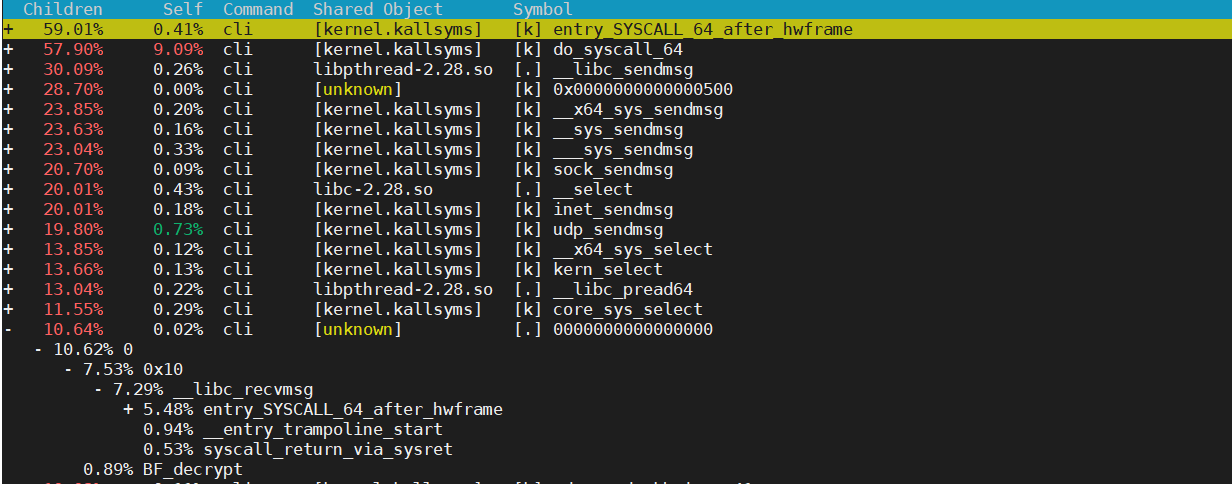 Children Self Command Shared Object Symbol
+ 59.01% 0.41% cli [kernel.kallsyms] [k] entry_SYSCALL_64_after_hwframe
+ 57.90% 9.09% cli [kernel.kallsyms] [k] do_syscall_64
+ 30.09% 0.26% cli libpthread-2.28.so [.] __libc_sendmsg
+ 28.70% 0.00% cli [unknown] [k] 0x0000000000000500
+ 23.85% 0.20% cli [kernel.kallsyms] [k] __x64_sys_sendmsg
+ 23.63% 0.16% cli [kernel.kallsyms] [k] __sys_sendmsg
+ 23.04% 0.33% cli [kernel.kallsyms] [k] ___sys_sendmsg
+ 20.70% 0.09% cli [kernel.kallsyms] [k] sock_sendmsg
+ 20.01% 0.43% cli libc-2.28.so [.] __select
+ 20.01% 0.18% cli [kernel.kallsyms] [k] inet_sendmsg
+ 19.80% 0.73% cli [kernel.kallsyms] [k] udp_sendmsg
+ 13.85% 0.12% cli [kernel.kallsyms] [k] __x64_sys_select
+ 13.66% 0.13% cli [kernel.kallsyms] [k] kern_select
+ 13.04% 0.22% cli libpthread-2.28.so [.] __libc_pread64
+ 11.55% 0.29% cli [kernel.kallsyms] [k] core_sys_select
- 10.64% 0.02% cli [unknown] [.] 0000000000000000
- 10.62% 0
- 7.53% 0x10
- 7.29% __libc_recvmsg
+ 5.48% entry_SYSCALL_64_after_hwframe
0.94% __entry_trampoline_start
0.53% syscall_return_via_sysret
0.89% BF_decrypt